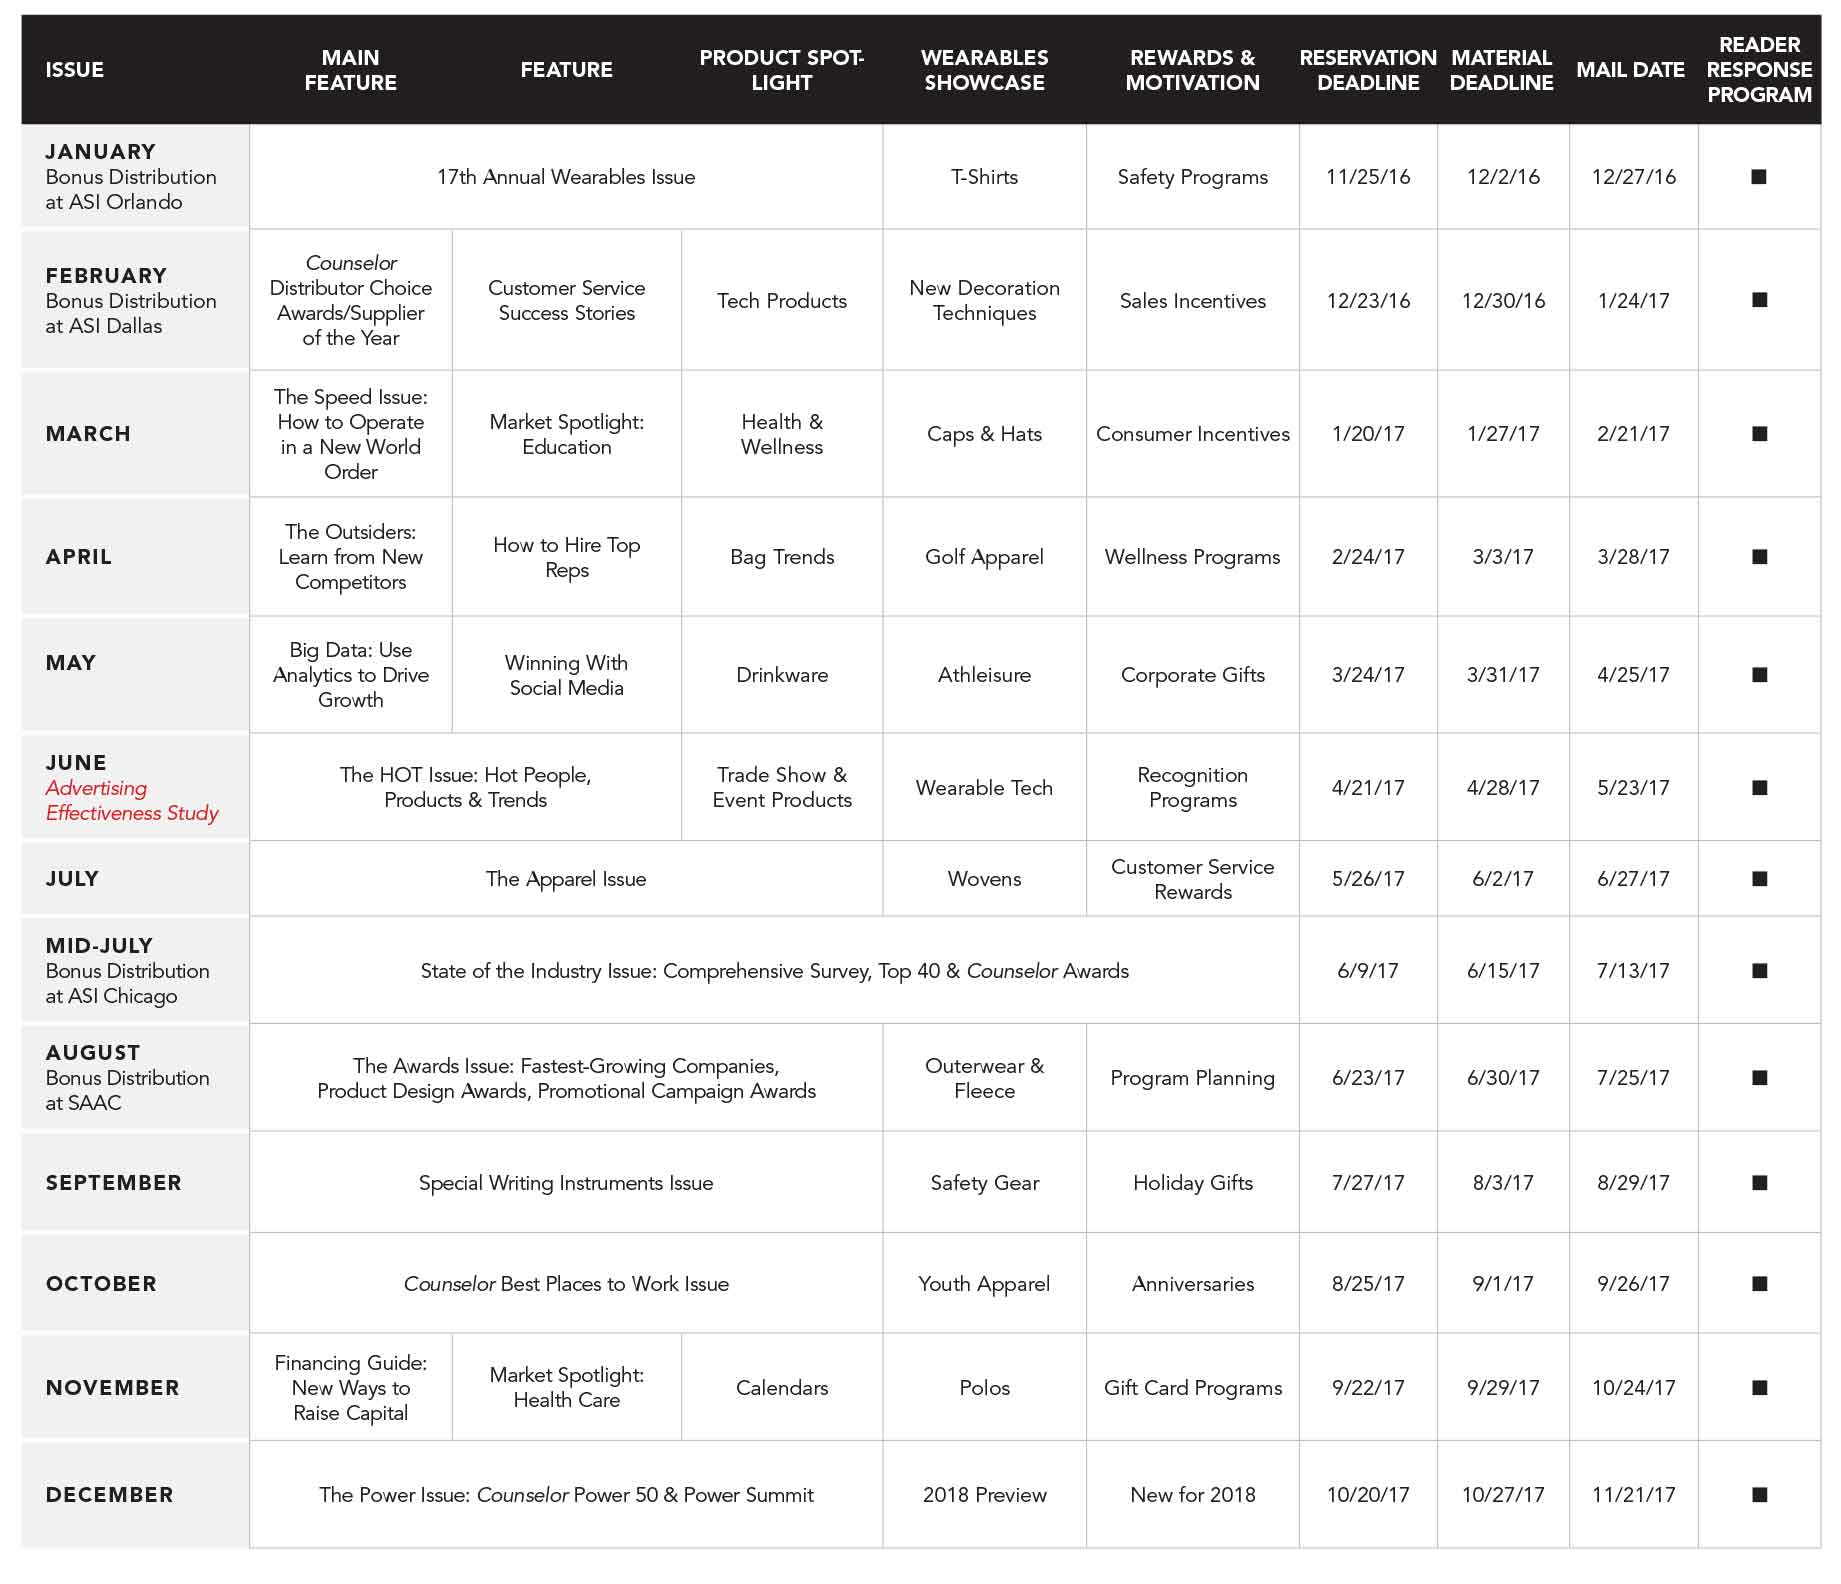 ISSUE
MAIN
FEATURE
FEATURE
PRODUCT SPOT-
LIGHT
WEARABLES
SHOWCASE
REWARDS &
MOTIVATION
RESERVATION
DEADLINE
MATERIAL
DEADLINE
MAIL DATE
READER
RESPONSE
PROGRAM
JANUARY
Bonus Distribution
at ASI Orlando
17th Annual Wearables Issue
T-Shirts
Safety Programs
11/25/16
12/2/16
12/27/16
■
FEBRUARY
Bonus Distribution
at ASI Dallas
Counselor
Distributor Choice
Awards/Supplier
of the Year
Customer Service
Success Stories
Tech Products
New Decoration
Techniques
Sales Incentives
12/23/16
12/30/16
1/24/17
■
MARCH
The Speed Issue:
How to Operate
in a New World
Order
Market Spotlight:
Education
Health &
Wellness
Caps & Hats
Consumer Incentives
1/20/17
1/27/17
2/21/17
■
APRIL
The Outsiders:
Learn from New
Competitors
How to Hire Top
Reps
Bag Trends
Golf Apparel
Wellness Programs
2/24/17
3/3/17
3/28/17
■
MAY
Big Data: Use
Analytics to Drive
Growth
Winning With
Social Media
Drinkware
Athleisure
Corporate Gifts
3/24/17
3/31/17
4/25/17
■
JUNE
Advertising
Effectiveness Study
The HOT Issue: Hot People,
Products & Trends
Trade Show &
Event Products
Wearable Tech
Recognition
Programs
4/21/17
4/28/17
5/23/17
■
JULY
The Apparel Issue
Wovens
Customer Service
Rewards
5/26/17
6/2/17
6/27/17
■
MID-JULY
Bonus Distribution
at ASI Chicago
State of the Industry Issue: Comprehensive Survey, Top 40 & Counselor Awards
6/9/17
6/15/17
7/13/17
■
AUGUST
Bonus Distribution
at SAAC
The Awards Issue: Fastest-Growing Companies,
Product Design Awards, Promotional Campaign Awards
Outerwear &
Fleece
Program Planning
6/23/17
6/30/17
7/25/17
■
SEPTEMBER
Special Writing Instruments Issue
Safety Gear
Holiday Gifts
7/27/17
8/3/17
8/29/17
■
OCTOBER
Counselor Best Places to Work Issue
Youth Apparel
Anniversaries
8/25/17
9/1/17
9/26/17
■
NOVEMBER
Financing Guide:
New Ways to
Raise Capital
Market Spotlight:
Health Care
Calendars
Polos
Gift Card Programs
9/22/17
9/29/17
10/24/17
■
DECEMBER
The Power Issue: Counselor Power 50 & Power Summit
2018 Preview
New for 2018
10/20/17
10/27/17
11/21/17
■